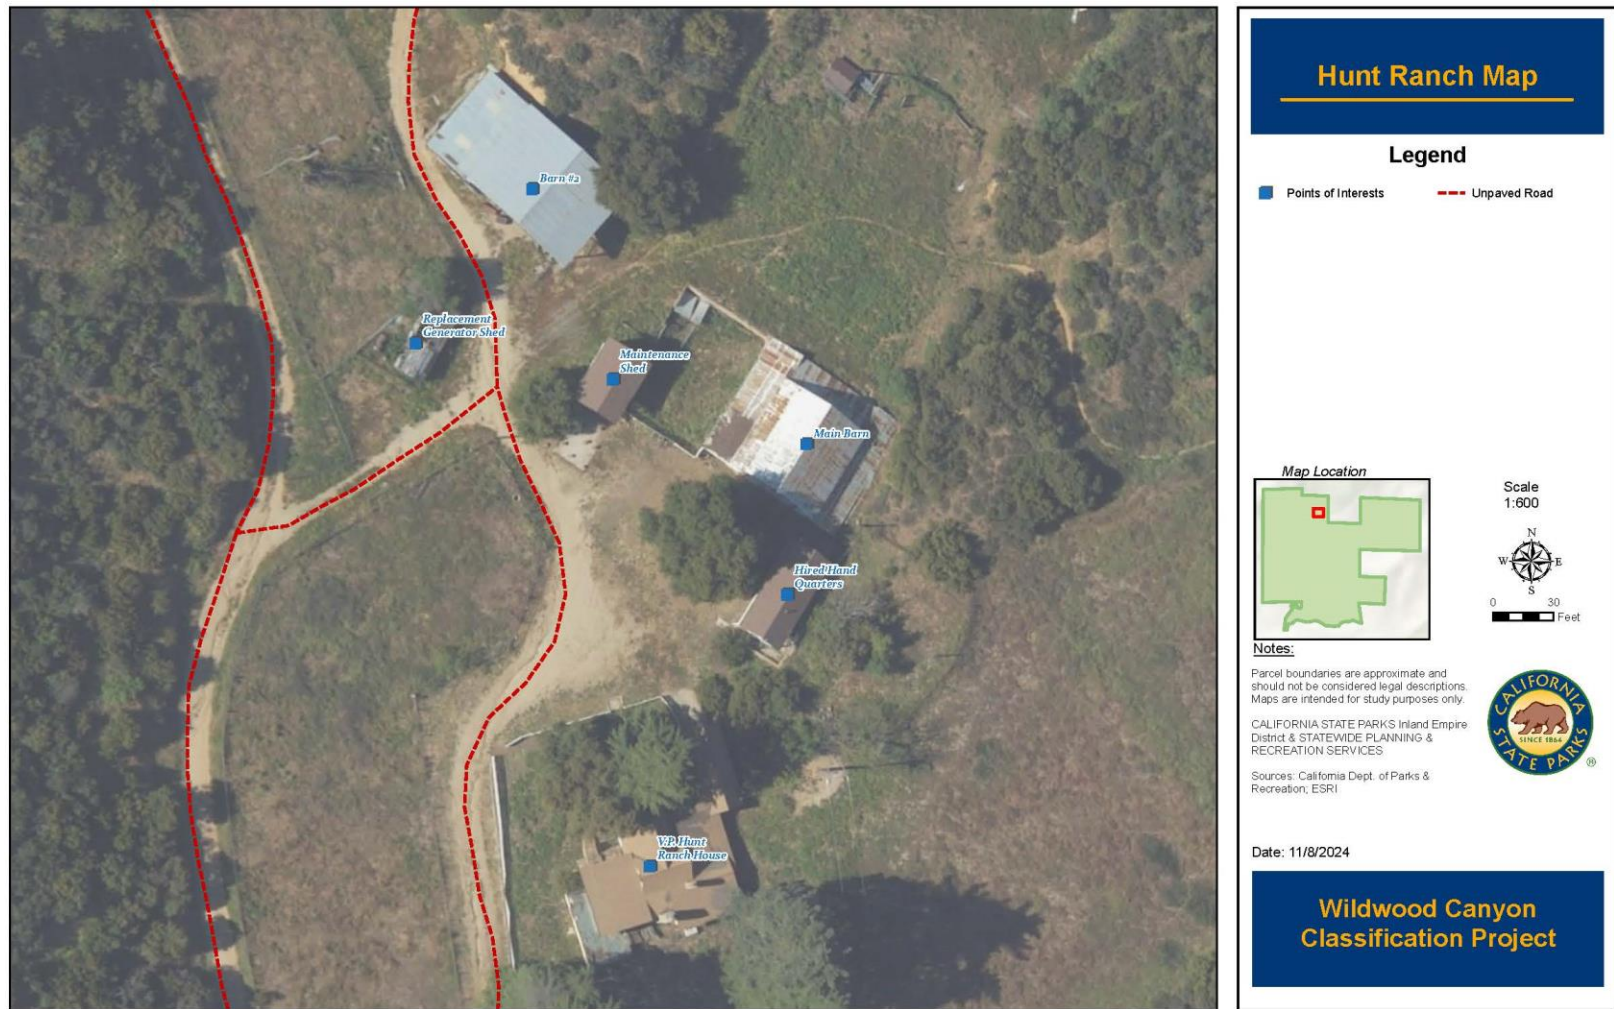 Barn #2
Replacement
Generator Shed
Maintenance
Shed
Main Barn
Hired Hand
Quarters
V.P. Hunt
Ranch House
Hunt Ranch Map
Legend
Points of Interests
Unpaved Road
Map Location
Scale
1:600
N
W E
S
0 30
Feet
Notes:
Parcel boundaries are approximate and
should not be considered legal descriptions.
Maps are intended for study purposes only.
CALIFORNIA STATE PARKS Inland Empire
District & STATEWIDE PLANNING &
RECREATION SERVICES
Sources: California Dept. of Parks &
Recreation; ESRI
CALIFORNIA
SINCE 1864
STATE PARKS
®
Date: 11/8/2024
Wildwood Canyon
Classification Project